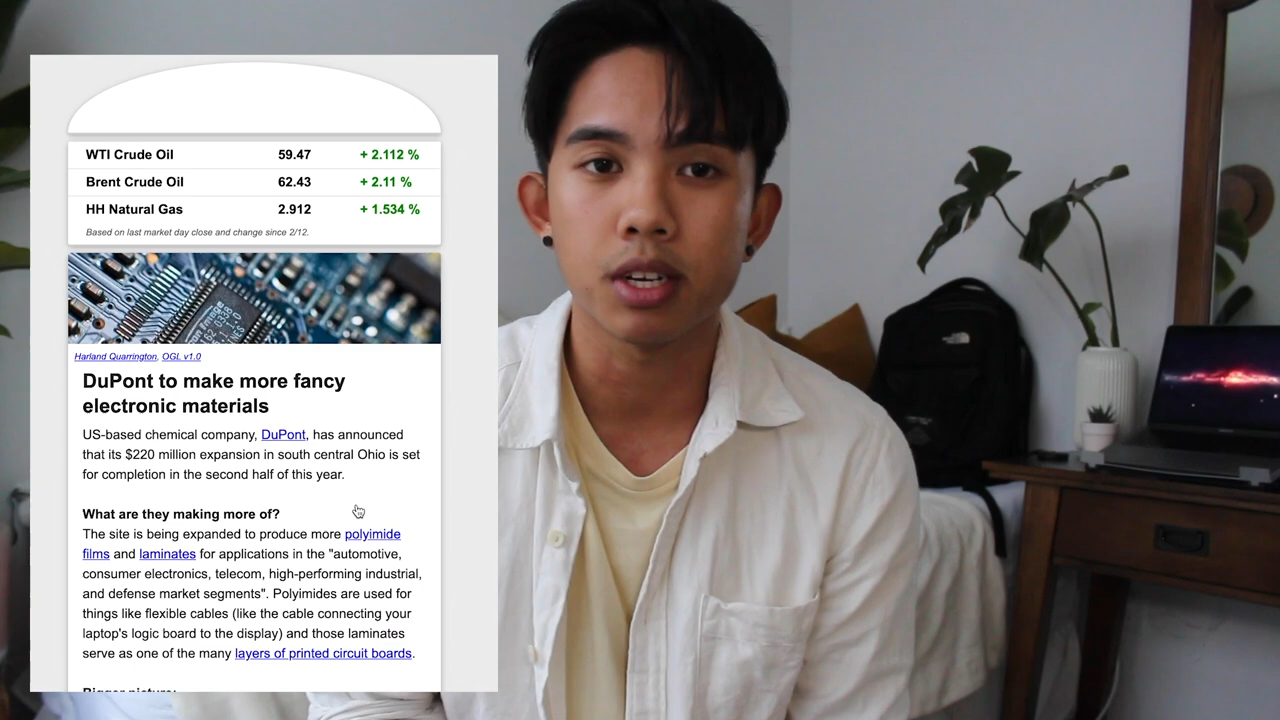 WTI Crude Oil 59.47 + 2.112 %
Brent Crude Oil 62.43 + 2.11 %
HH Natural Gas 2.912 + 1.534 %
Based on last market day close and change since 2/12.
Harland Quarrington, OGL v1.0
DuPont to make more fancy
electronic materials
US-based chemical company, DuPont, has announced
that its $220 million expansion in south central Ohio is set
for completion in the second half of this year.
What are they making more of?
The site is being expanded to produce more polyimide
films and laminates for applications in the "automotive,
consumer electronics, telecom, high-performing industrial,
and defense market segments". Polyimides are used for
things like flexible cables (like the cable connecting your
laptop's logic board to the display) and those laminates
serve as one of the many layers of printed circuit boards.
Bigger picture:
THE NORTH FACE